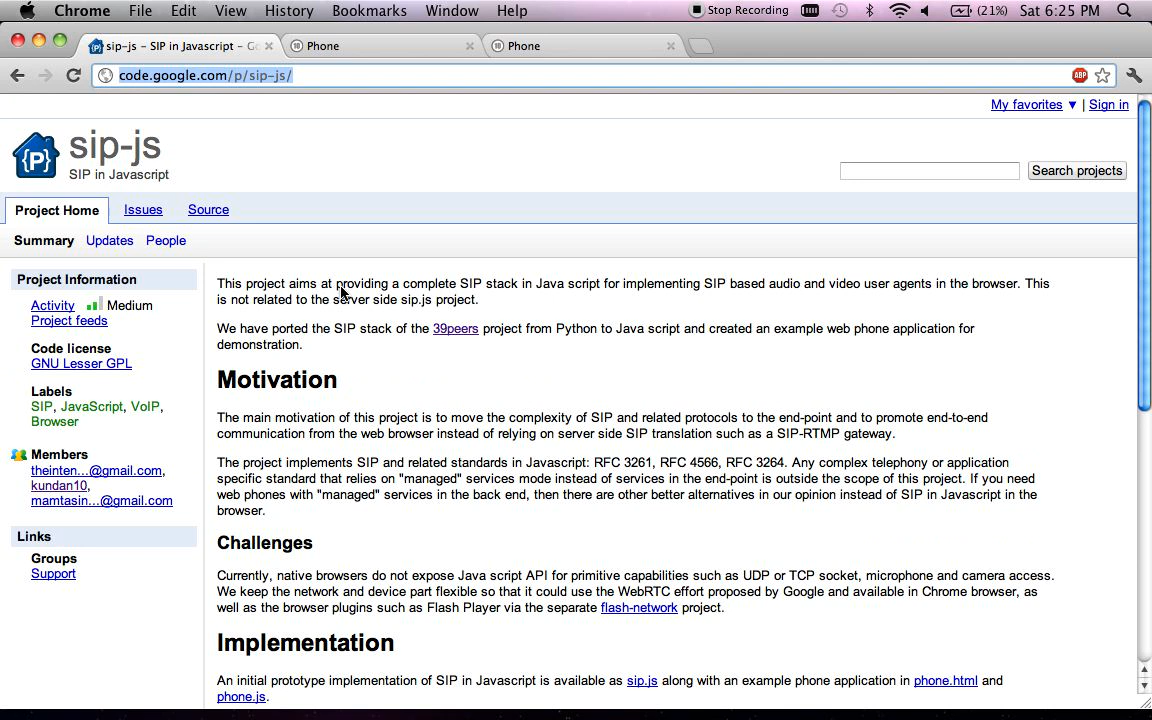 Chrome File Edit View History Bookmarks Window Help Stop Recording (21%) Sat 6:25 PM
sip-js – SIP in Javascript – G Phone Phone
code.google.com/p/sip-js/ ABP
My favorites ▼ | Sign in
{P} sip-js
SIP in Javascript
Search projects
Project Home Issues Source
Summary Updates People
Project Information
Activity Medium
Project feeds
Code license
GNU Lesser GPL
Labels
SIP, JavaScript, VoIP,
Browser
Members
theinten...@gmail.com,
kundan10,
mamtasin...@gmail.com
Links
Groups
Support
This project aims at providing a complete SIP stack in Java script for implementing SIP based audio and video user agents in the browser. This
is not related to the server side sip.js project.
We have ported the SIP stack of the 39peers project from Python to Java script and created an example web phone application for
demonstration.
Motivation
The main motivation of this project is to move the complexity of SIP and related protocols to the end-point and to promote end-to-end
communication from the web browser instead of relying on server side SIP translation such as a SIP-RTMP gateway.
The project implements SIP and related standards in Javascript: RFC 3261, RFC 4566, RFC 3264. Any complex telephony or application
specific standard that relies on "managed" services mode instead of services in the end-point is outside the scope of this project. If you need
web phones with "managed" services in the back end, then there are other better alternatives in our opinion instead of SIP in Javascript in the
browser.
Challenges
Currently, native browsers do not expose Java script API for primitive capabilities such as UDP or TCP socket, microphone and camera access.
We keep the network and device part flexible so that it could use the WebRTC effort proposed by Google and available in Chrome browser, as
well as the browser plugins such as Flash Player via the separate flash-network project.
Implementation
An initial prototype implementation of SIP in Javascript is available as sip.js along with an example phone application in phone.html and
phone.js.